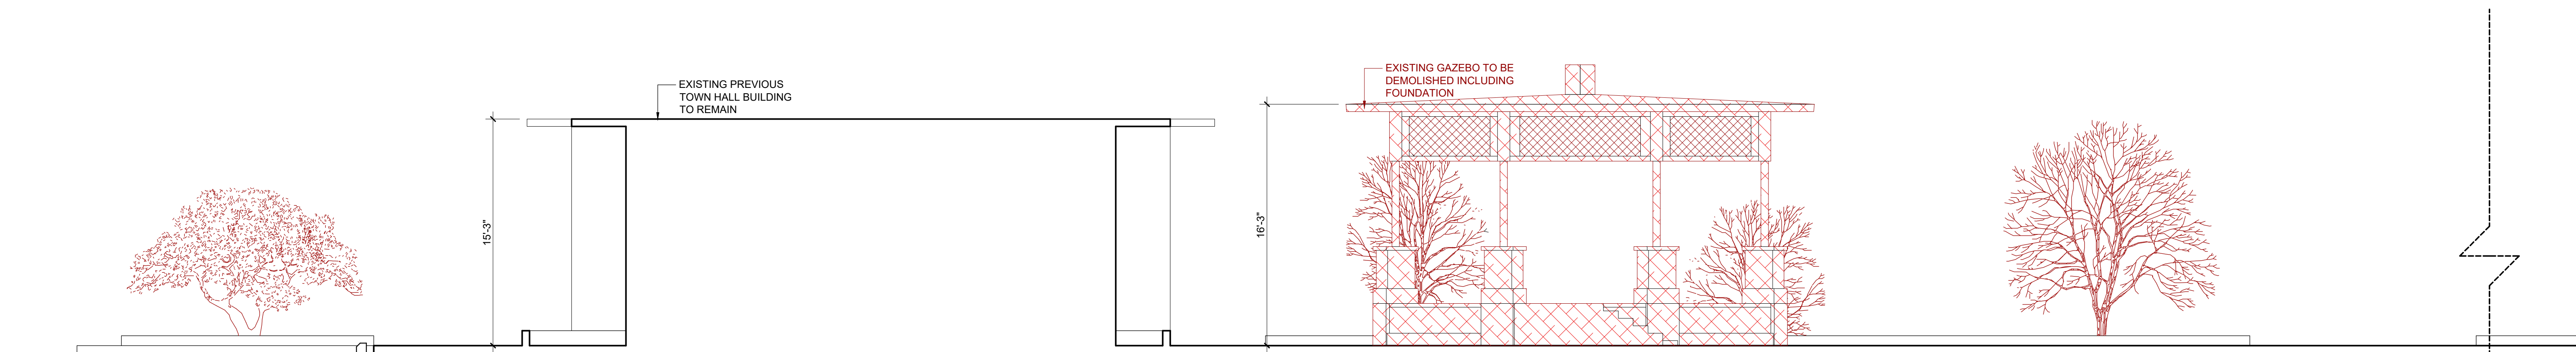 EXISTING PREVIOUS
TOWN HALL BUILDING
TO REMAIN
15'-3"
EXISTING GAZEBO TO BE
DEMOLISHED INCLUDING
FOUNDATION
16'-3"